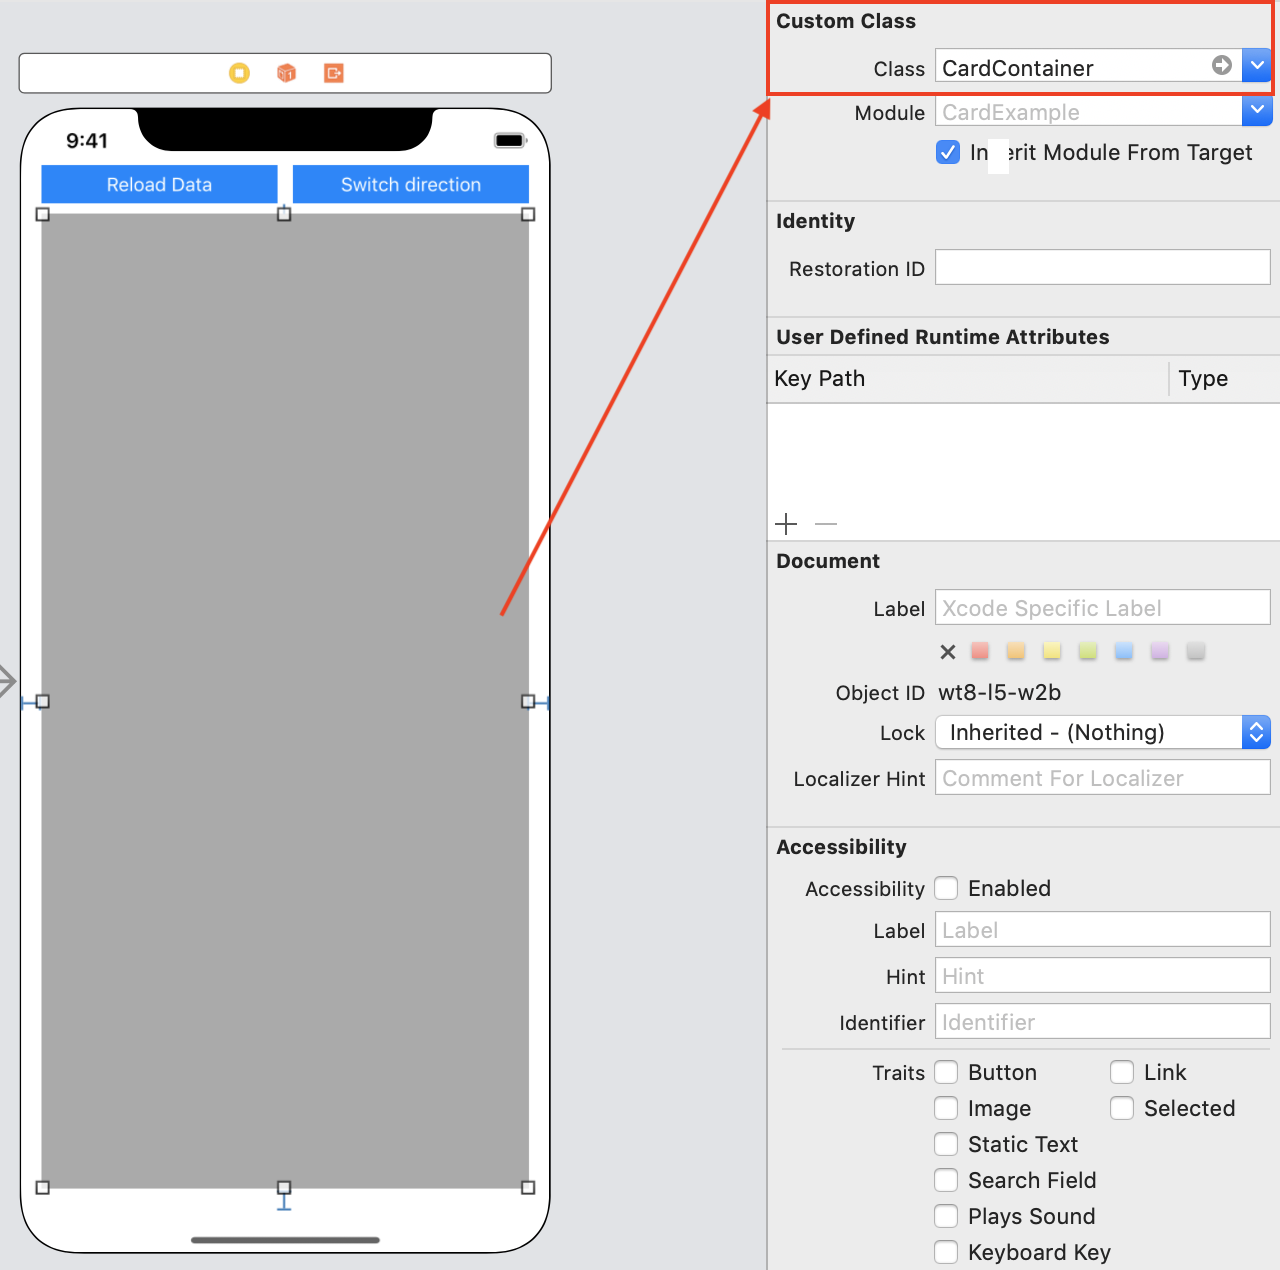 9:41
Reload Data
Switch direction
Custom Class
Class CardContainer
Module CardExample
In erit Module From Target
Identity
Restoration ID
User Defined Runtime Attributes
Key Path Type
Document
Label Xcode Specific Label
Object ID wt8-l5-w2b
Lock Inherited - (Nothing)
Localizer Hint Comment For Localizer
Accessibility
Accessibility Enabled
Label Label
Hint Hint
Identifier Identifier
Traits Button Link
Image Selected
Static Text
Search Field
Plays Sound
Keyboard Key